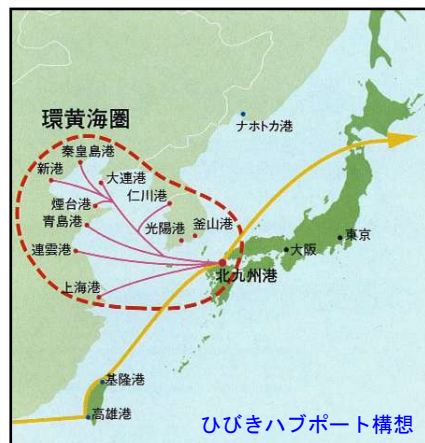 環黄海圏
秦皇島港
新港
大連港
仁川港
煙台港
光陽港
釜山港
青島港
連雲港
北九州港
上海港
ナホトカ港
東京
大阪
基隆港
高雄港
ひびきハブポート構想